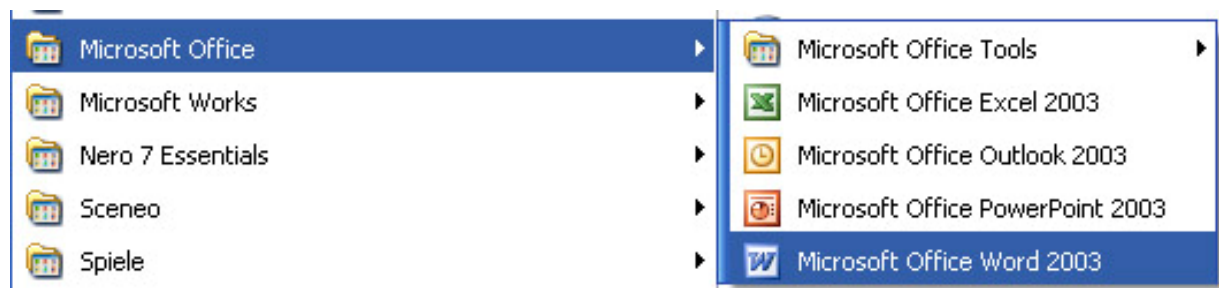 Microsoft Office
Microsoft Works
Nero 7 Essentials
Sceneo
Spiele
Microsoft Office Tools
Microsoft Office Excel 2003
Microsoft Office Outlook 2003
Microsoft Office PowerPoint 2003
Microsoft Office Word 2003